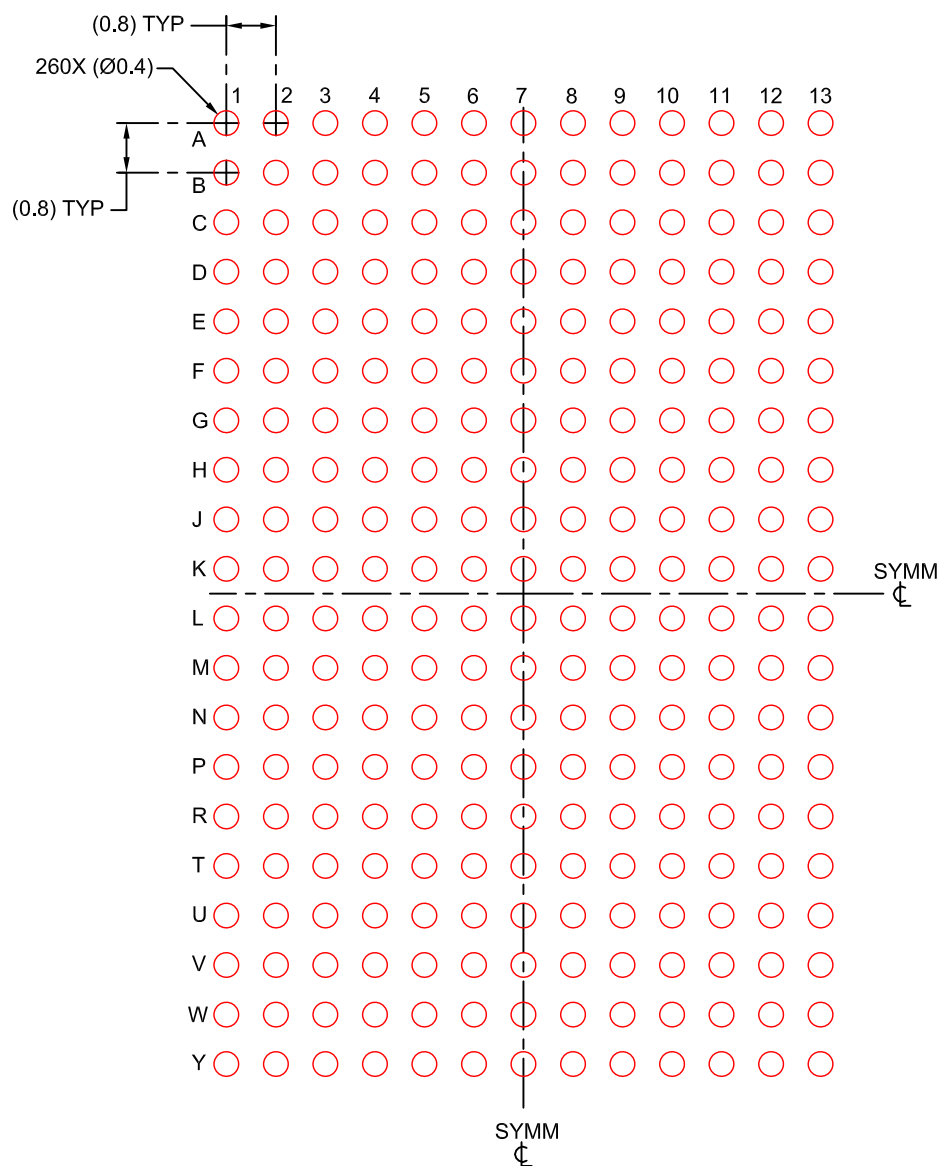 (0.8) TYP
260X (Ø0.4)
1 2 3 4 5 6 7 8 9 10 11 12 13
A
B
(0.8) TYP
C
D
E
F
G
H
J
K
SYMM
℄
L
M
N
P
R
T
U
V
W
Y
SYMM
℄